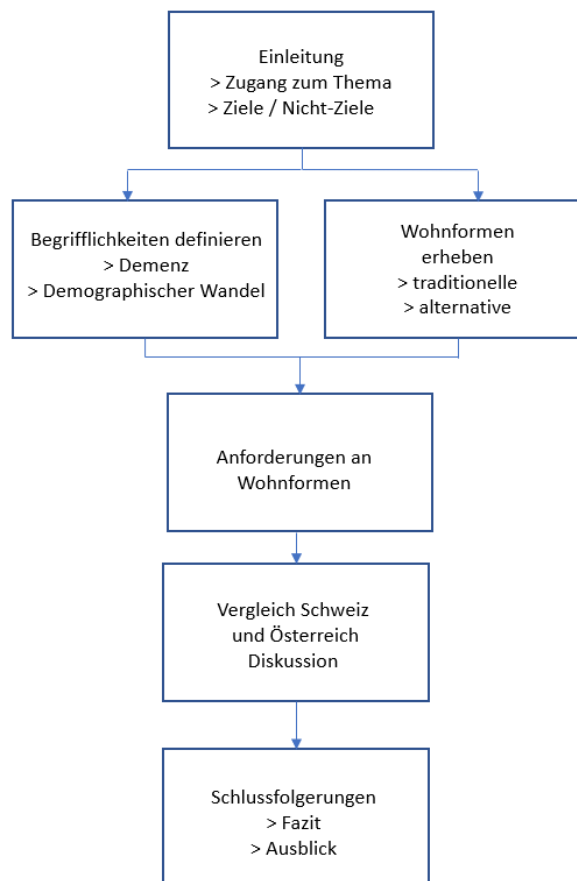 Einleitung
> Zugang zum Thema
> Ziele / Nicht-Ziele
Begrifflichkeiten definieren
> Demenz
> Demographischer Wandel
Wohnformen
erheben
> traditionelle
> alternative
Anforderungen an
Wohnformen
Vergleich Schweiz
und Österreich
Diskussion
Schlussfolgerungen
> Fazit
> Ausblick